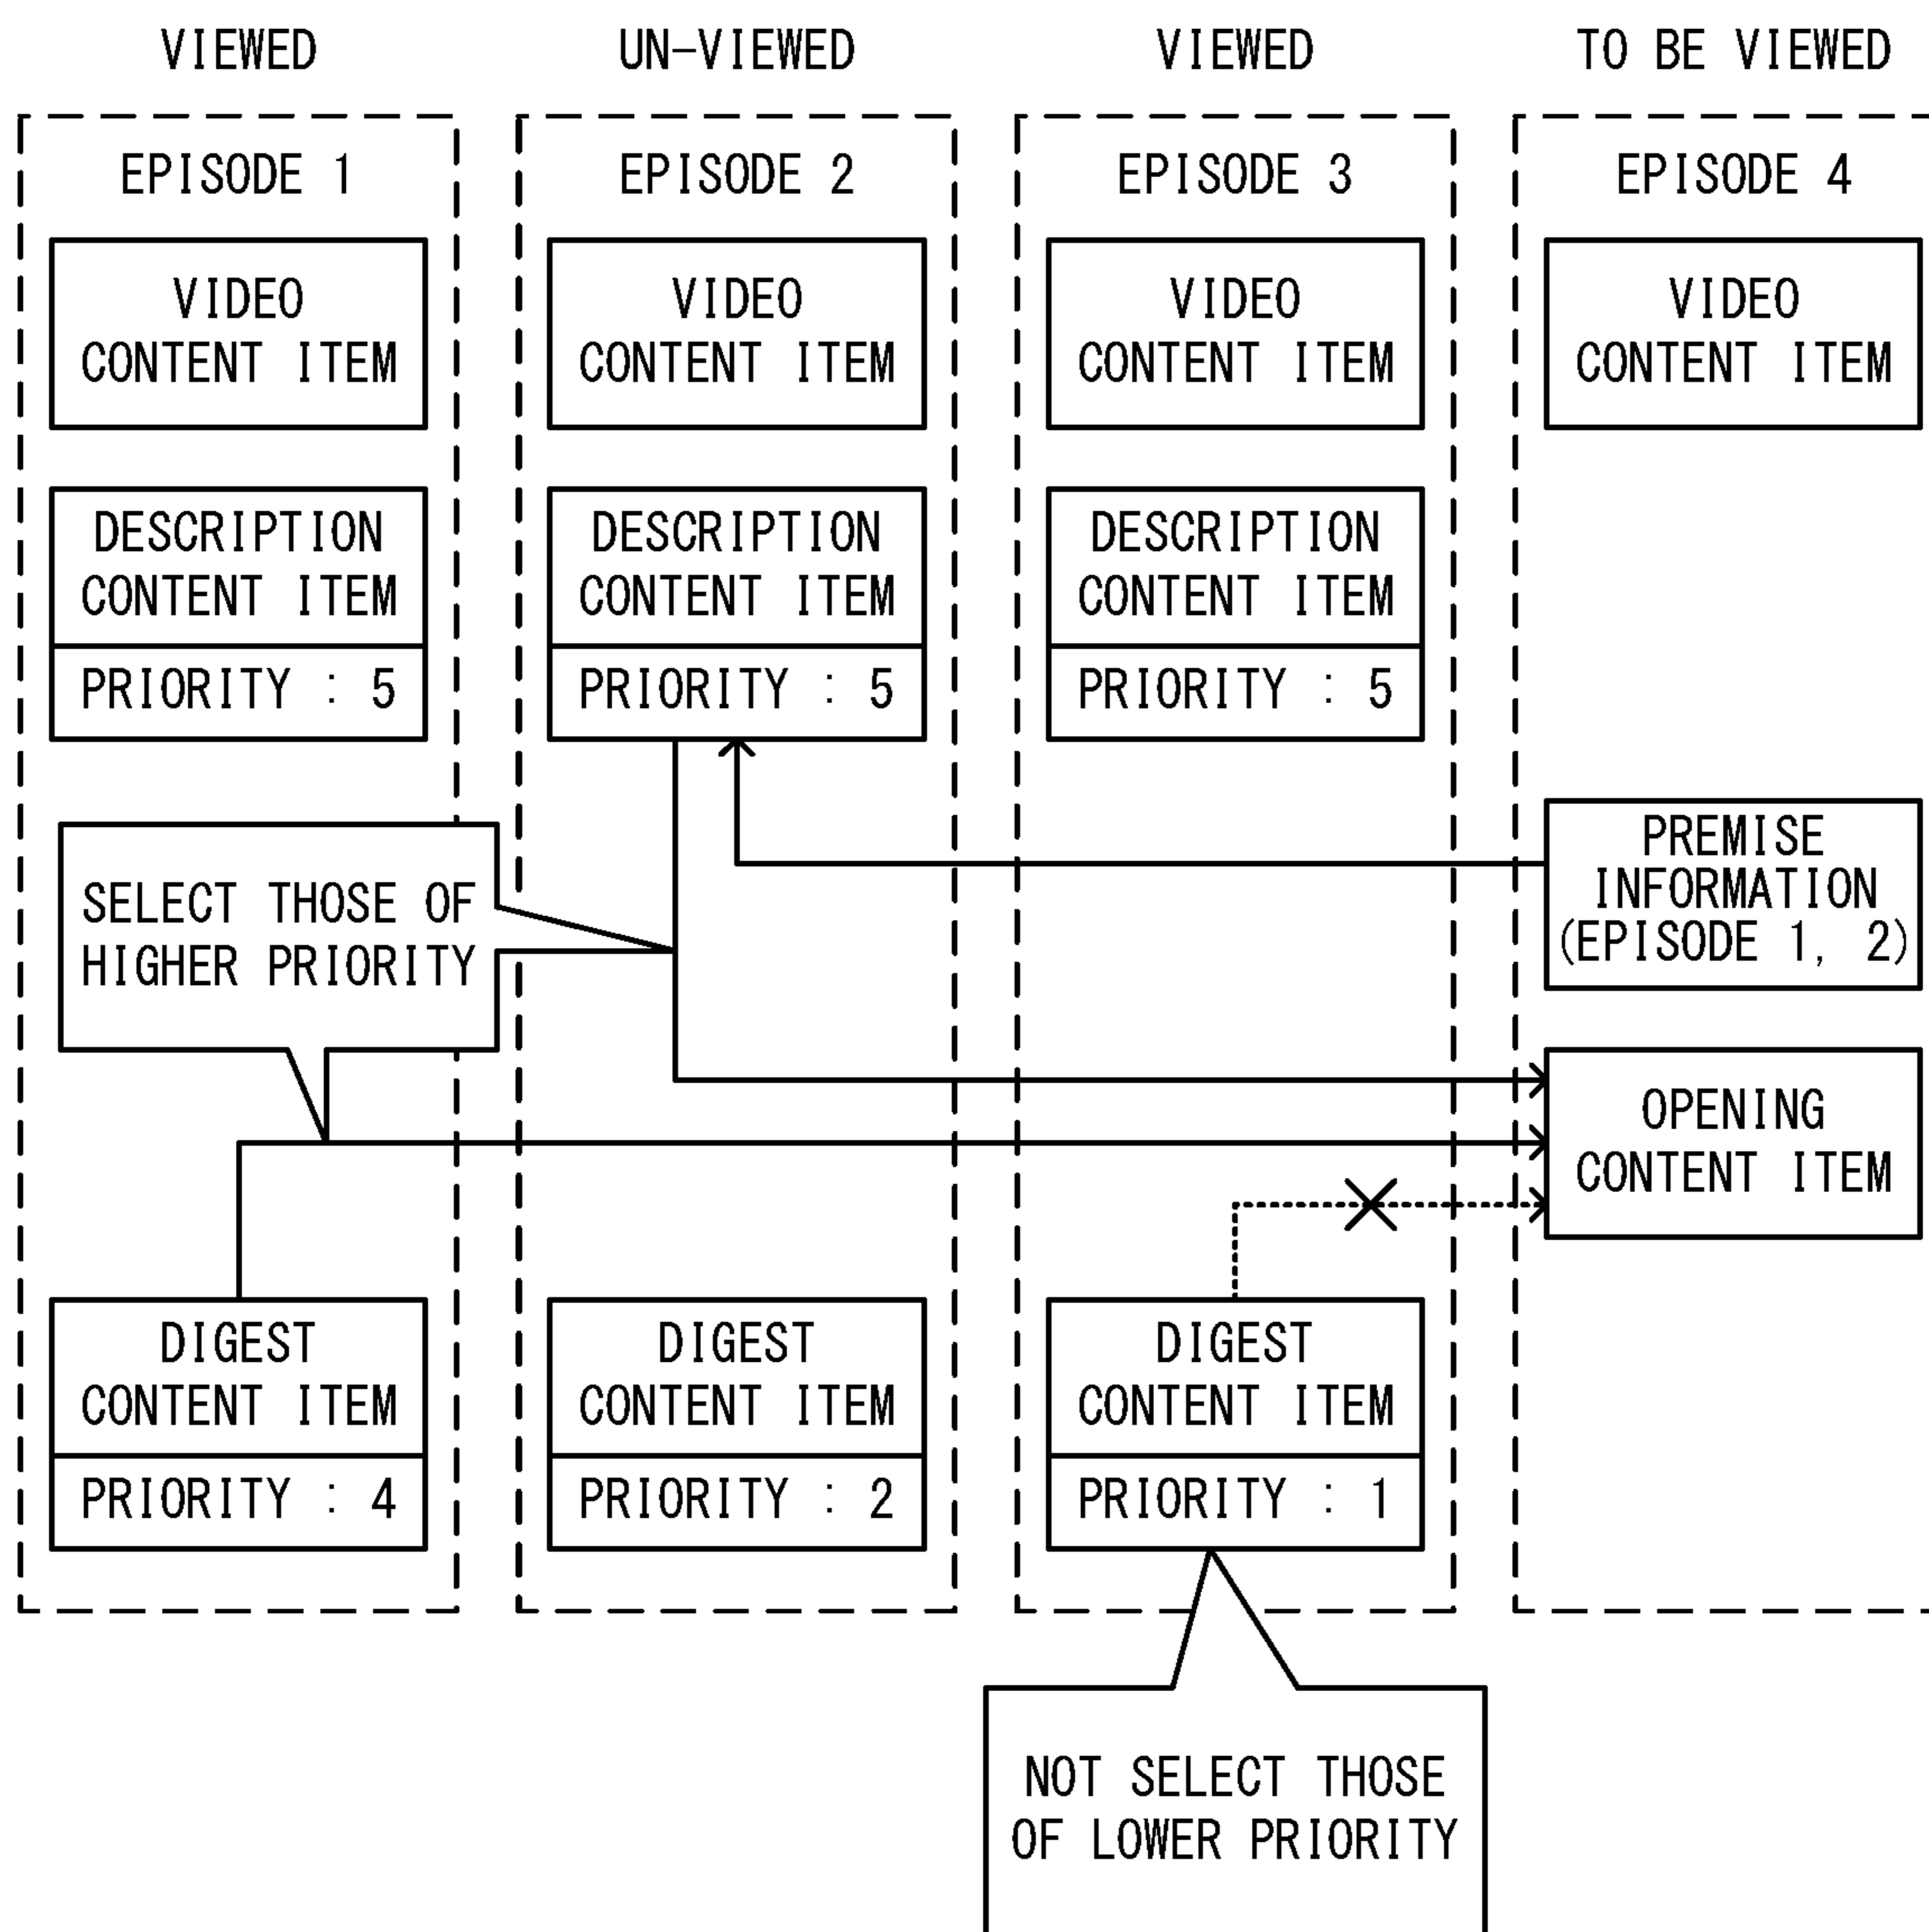 VIEWED
UN-VIEWED
VIEWED
TO BE VIEWED
EPISODE 1
EPISODE 2
EPISODE 3
EPISODE 4
VIDEO
CONTENT ITEM
VIDEO
CONTENT ITEM
VIDEO
CONTENT ITEM
VIDEO
CONTENT ITEM
DESCRIPTION
CONTENT ITEM
PRIORITY : 5
DESCRIPTION
CONTENT ITEM
PRIORITY : 5
DESCRIPTION
CONTENT ITEM
PRIORITY : 5
SELECT THOSE OF
HIGHER PRIORITY
PREMISE
INFORMATION
(EPISODE 1, 2)
OPENING
CONTENT ITEM
DIGEST
CONTENT ITEM
PRIORITY : 4
DIGEST
CONTENT ITEM
PRIORITY : 2
DIGEST
CONTENT ITEM
PRIORITY : 1
NOT SELECT THOSE
OF LOWER PRIORITY